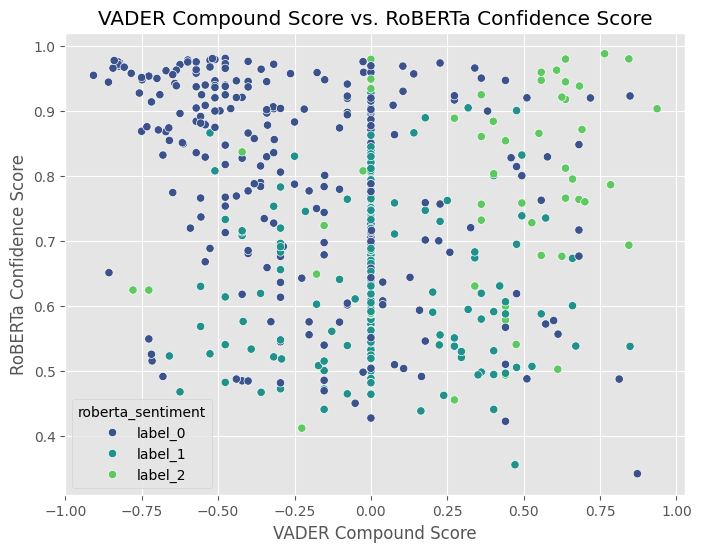 VADER Compound Score vs. RoBERTa Confidence Score
RoBERTa Confidence Score
1.0
0.9
0.8
0.7
0.6
0.5
0.4
roberta_sentiment
label_0
label_1
label_2
−1.00 −0.75 −0.50 −0.25 0.00 0.25 0.50 0.75 1.00
VADER Compound Score